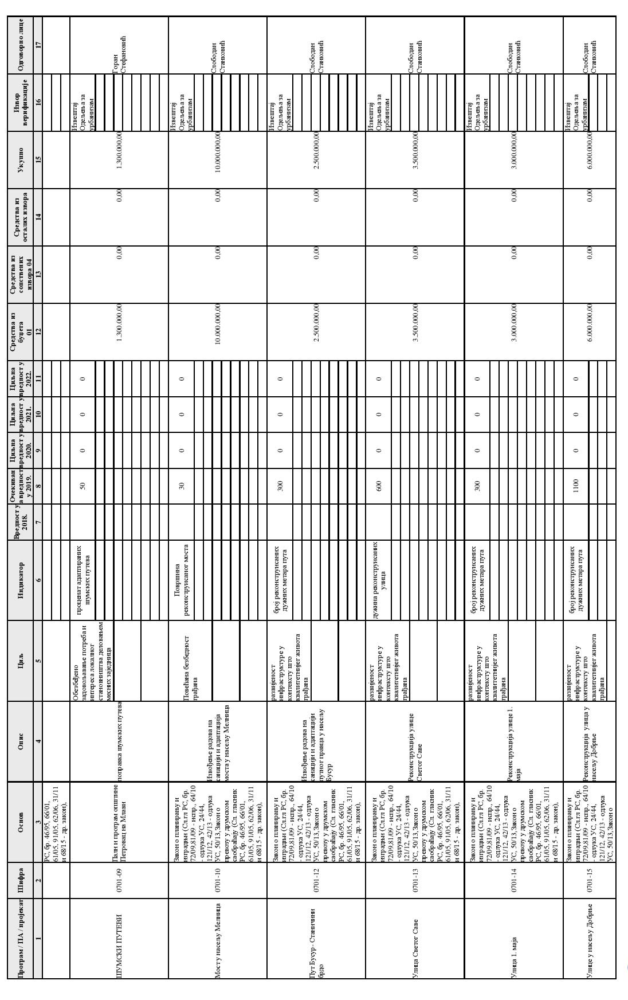 Програм / ПА / пројекат
Шифра
Основ
Опис
Циљ
Индикатор
Вредност у
2018.
Очекиван
а вредност
у 2019.
Циљна
вредност у
2020.
Циљна
вредност у
2021.
Циљна
вредност у
2022.
Средства из
буџета
01
Средства из
сопствених
извора 04
Средства из
осталих извора
Укупно
Извор
верификације
Одговорно лице
1
2
3
4
5
6
7
8
9
10
11
12
13
14
15
16
17
РС, бр. 46/95, 66/01,
61/05, 91/05, 62/06, 31/11
и 68/15 - др. закон),
ШУМСКИ ПУТЕВИ
0701-09
Палн и програм општине
Петровац на Млави
поправка шумских путева
Обезбеђено
задовољавање потреба и
интереса локалног
становништва деловањем
месних заједница
проценат адаптираних
шумских путева
50
0
0
0
1.300.000.00
0.00
0.00
1.300.000.00
Извештај
Одељења за
урбанизам
Горан
Стефановић
Мост у насељу Мелница
0701-10
Закон о планирању и
изградњи (Сл.гл РС, бр.
72/09,81/09 - испр., 64/10
- одлука УС, 24/44,
121/12, 42/13 - одлука
УС, 50/13, Закон о
превозу у друмском
саобраћају (Сл. гласник
РС, бр. 46/95, 66/01,
61/05, 91/05, 62/06, 31/11
и 68/15 - др. закон),
Извођење радова на
санацији и адаптација
моста у насељу Мелница
Повећана безбедност
грађана
Површина
реконструисаног моста
30
0
0
0
10.000.000.00
0.00
0.00
10.000.000.00
Извештај
Одељења за
урбанизам
Слободан
Станковић
Пут Бусур - Станичини
брдо
0701-12
Закон о планирању и
изградњи (Сл.гл РС, бр.
72/09,81/09 - испр., 64/10
- одлука УС, 24/44,
121/12, 42/13 - одлука
УС, 50/13, Закон о
превозу у друмском
саобраћају (Сл. гласник
РС, бр. 46/95, 66/01,
61/05, 91/05, 62/06, 31/11
и 68/15 - др. закон),
Извођење радова на
санацији и адаптацији
путног правца у насељу
Бусур
развијеност
инфраструктуре у
контексту што
квалитетнијег живота
грађана
број реконструисаних
дужних метара пута
300
0
0
0
2.500.000.00
0.00
0.00
2.500.000.00
Извештај
Одељења за
урбанизам
Слободан
Станковић
Улица Светог Саве
0701-13
Закон о планирању и
изградњи (Сл.гл РС, бр.
72/09,81/09 - испр., 64/10
- одлука УС, 24/44,
121/12, 42/13 - одлука
УС, 50/13, Закон о
превозу у друмском
саобраћају (Сл. гласник
РС, бр. 46/95, 66/01,
61/05, 91/05, 62/06, 31/11
и 68/15 - др. закон),
Реконструкција улице
Светог Саве
развијеност
инфраструктуре у
контексту што
квалитетнијег живота
грађана
дужина реконструисаних
улица
600
0
0
0
3.500.000.00
0.00
0.00
3.500.000.00
Извештај
Одељења за
урбанизам
Слободан
Станковић
Улица 1. маја
0701-14
Закон о планирању и
изградњи (Сл.гл РС, бр.
72/09,81/09 - испр., 64/10
- одлука УС, 24/44,
121/12, 42/13 - одлука
УС, 50/13, Закон о
превозу у друмском
саобраћају (Сл. гласник
РС, бр. 46/95, 66/01,
61/05, 91/05, 62/06, 31/11
и 68/15 - др. закон),
Реконструкција улице 1.
маја
развијеност
инфраструктуре у
контексту што
квалитетнијег живота
грађана
број реконструисаних
дужних метара пута
300
0
0
0
3.000.000.00
0.00
0.00
3.000.000.00
Извештај
Одељења за
урбанизам
Слободан
Станковић
Улице у насељу Добрње
0701-15
Закон о планирању и
изградњи (Сл.гл РС, бр.
72/09,81/09 - испр., 64/10
- одлука УС, 24/44,
121/12, 42/13 - одлука
УС, 50/13, Закон о
Реконструкција улица у
насељу Добрње
развијеност
инфраструктуре у
контексту што
квалитетнијег живота
грађана
број реконструисаних
дужних метара пута
1100
0
0
0
6.000.000.00
0.00
0.00
6.000.000.00
Извештај
Одељења за
урбанизам
Слободан
Станковић